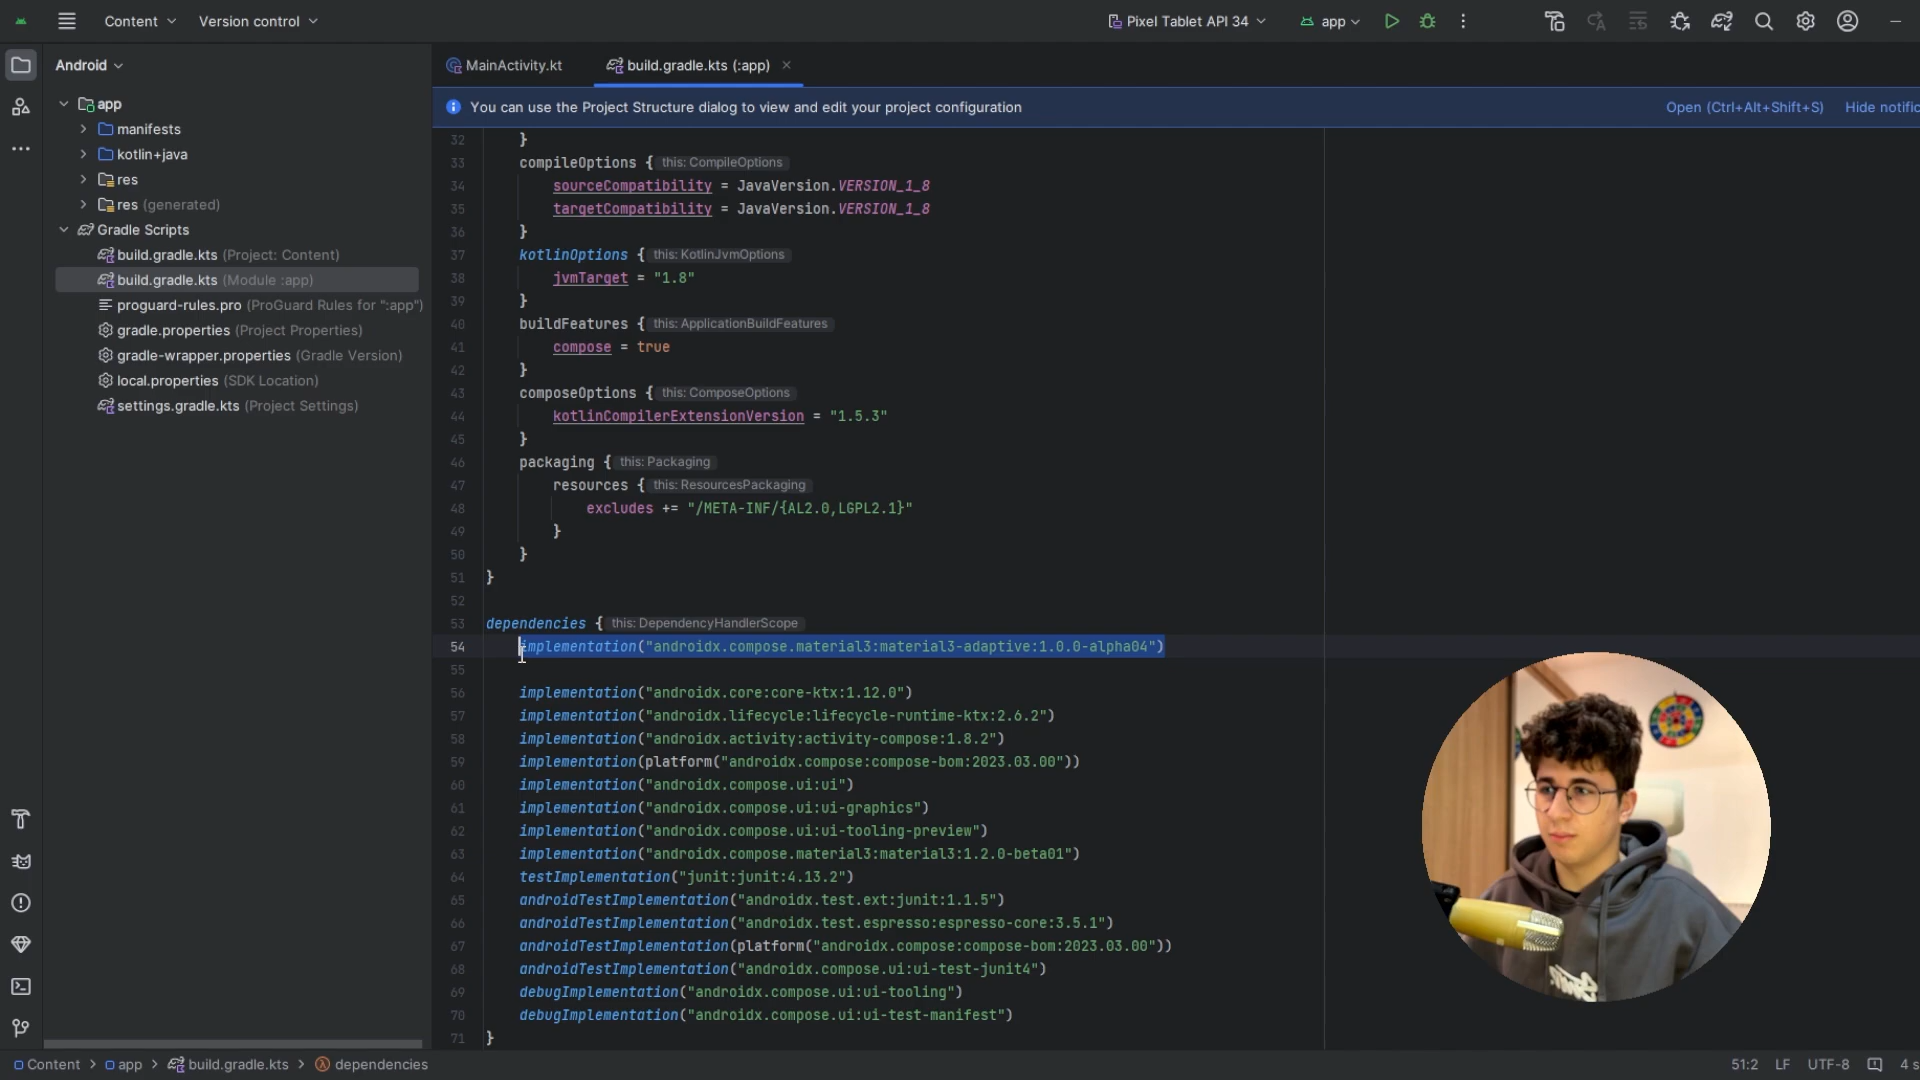 Content
Version control
Pixel Tablet API 34
app
Android
MainActivity.kt
build.gradle.kts (:app)
You can use the Project Structure dialog to view and edit your project configuration
Open (Ctrl+Alt+Shift+S)
Hide notific
app
manifests
kotlin+java
res
res (generated)
Gradle Scripts
build.gradle.kts (Project: Content)
build.gradle.kts (Module :app)
proguard-rules.pro (ProGuard Rules for ":app")
gradle.properties (Project Properties)
gradle-wrapper.properties (Gradle Version)
local.properties (SDK Location)
settings.gradle.kts (Project Settings)
32 }
33 compileOptions { this: CompileOptions
34 sourceCompatibility = JavaVersion.VERSION_1_8
35 targetCompatibility = JavaVersion.VERSION_1_8
36 }
37 kotlinOptions { this: KotlinJvmOptions
38 jvmTarget = "1.8"
39 }
40 buildFeatures { this: ApplicationBuildFeatures
41 compose = true
42 }
43 composeOptions { this: ComposeOptions
44 kotlinCompilerExtensionVersion = "1.5.3"
45 }
46 packaging { this: Packaging
47 resources { this: ResourcesPackaging
48 excludes += "/META-INF/{AL2.0,LGPL2.1}"
49 }
50 }
51 }
52
53 dependencies { this: DependencyHandlerScope
54 implementation("androidx.compose.material3:material3-adaptive:1.0.0-alpha04")
55
56 implementation("androidx.core:core-ktx:1.12.0")
57 implementation("androidx.lifecycle:lifecycle-runtime-ktx:2.6.2")
58 implementation("androidx.activity:activity-compose:1.8.2")
59 implementation(platform("androidx.compose:compose-bom:2023.03.00"))
60 implementation("androidx.compose.ui:ui")
61 implementation("androidx.compose.ui:ui-graphics")
62 implementation("androidx.compose.ui:ui-tooling-preview")
63 implementation("androidx.compose.material3:material3:1.2.0-beta01")
64 testImplementation("junit:junit:4.13.2")
65 androidTestImplementation("androidx.test.ext:junit:1.1.5")
66 androidTestImplementation("androidx.test.espresso:espresso-core:3.5.1")
67 androidTestImplementation(platform("androidx.compose:compose-bom:2023.03.00"))
68 androidTestImplementation("androidx.compose.ui:ui-test-junit4")
69 debugImplementation("androidx.compose.ui:ui-tooling")
70 debugImplementation("androidx.compose.ui:ui-test-manifest")
71 }
Content > app > build.gradle.kts > dependencies
51:2 LF UTF-8 4 s